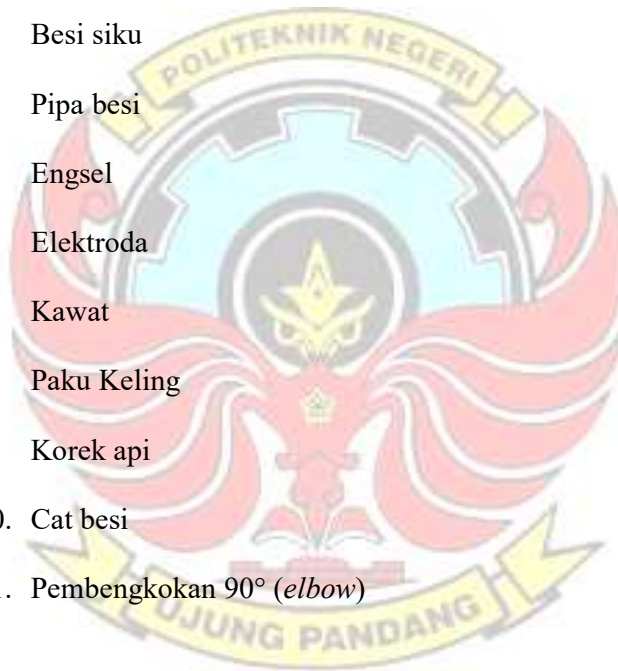 POLITEKNIK NEGERI
Besi siku
Pipa besi
Engsel
Elektroda
Kawat
Paku Keling
Korek api
0. Cat besi
1. Pembengkokan 90° (elbow)
UJUNG PANDANG